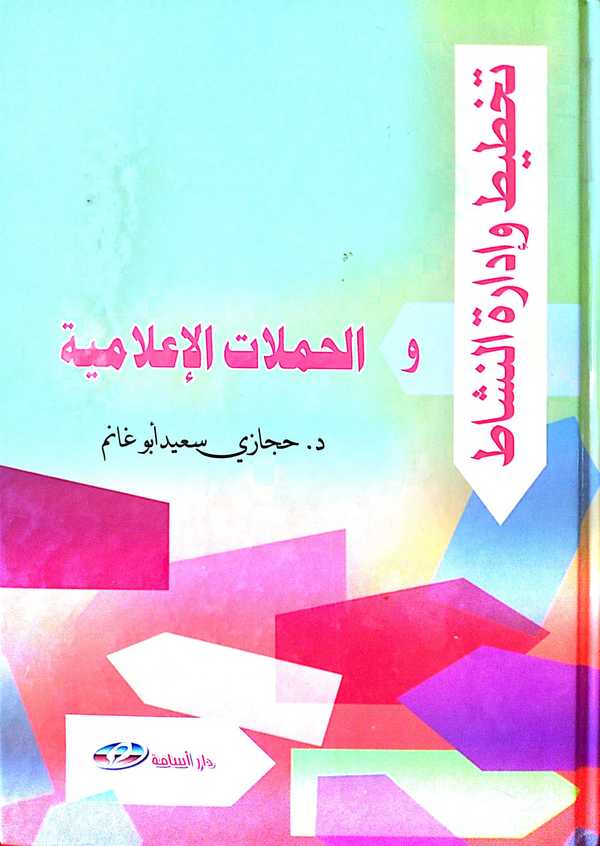 تخطيط وإدارة النشاط
و الحملات الإعلامية
د. حجازي سعيد أبو غانم
دار أسامة